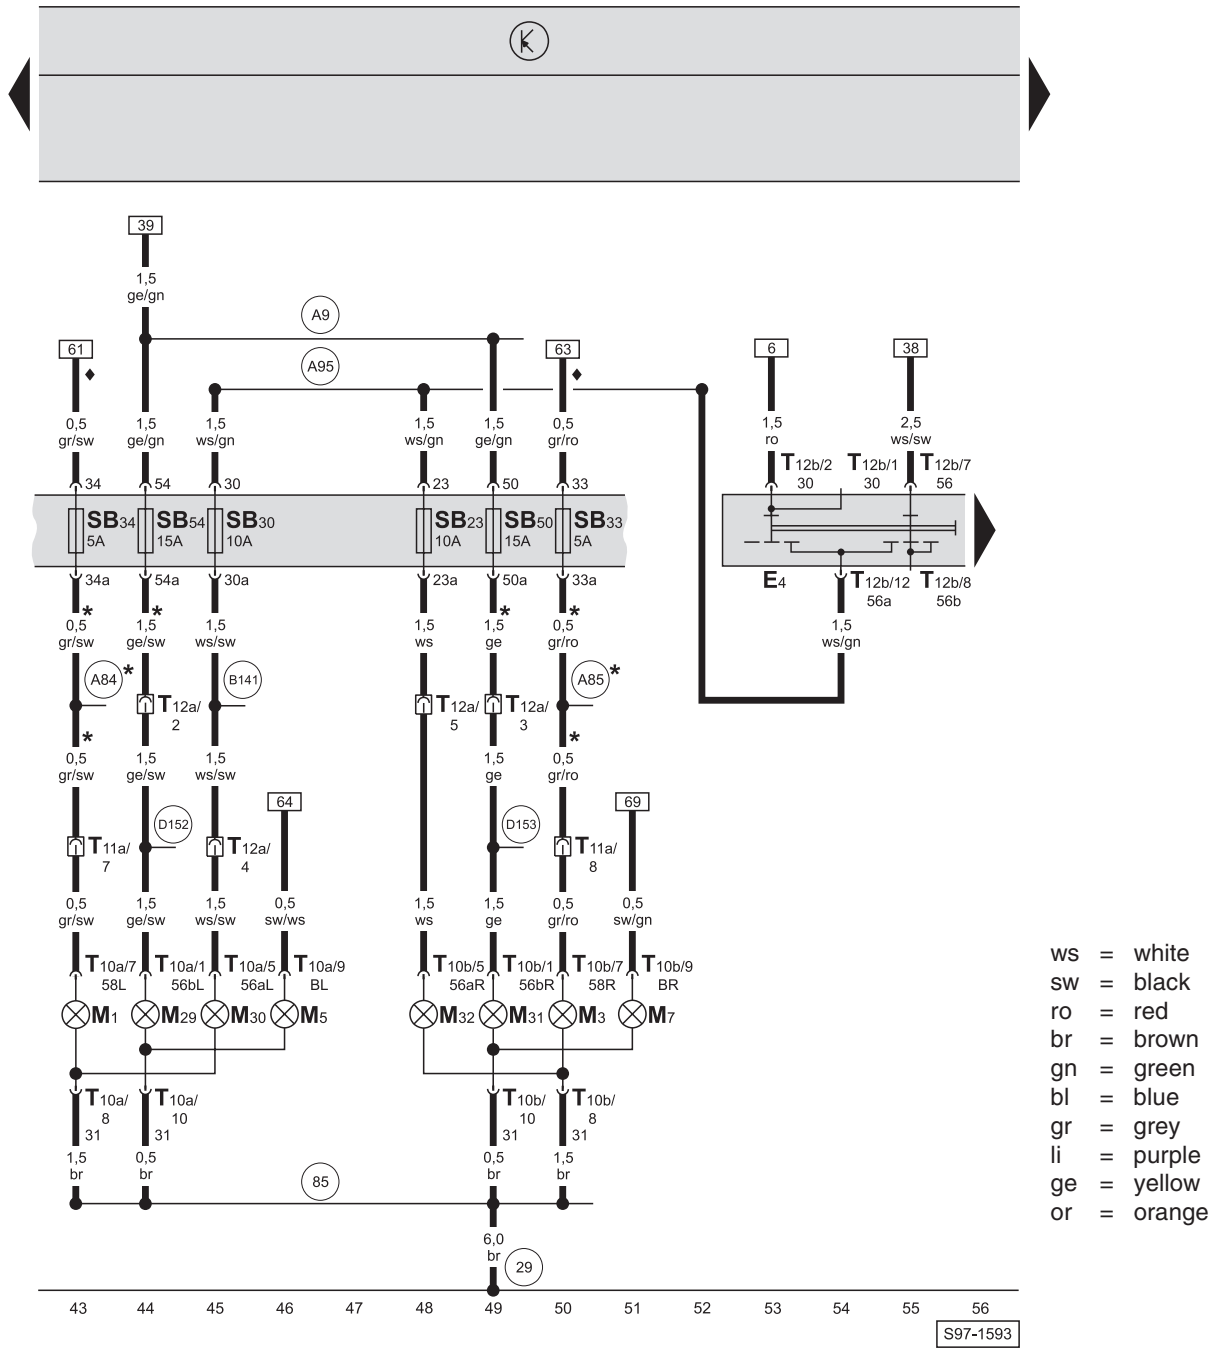 39
1,5
ge/gn
A9
61
A95
63
6
38
0,5 1,5 1,5 1,5 1,5 0,5 1,5 2,5
gr/sw ge/gn ws/gn ws/gn ge/gn gr/ro ro ws/sw
T12b/2 T12b/1 T12b/7
30 30 56
34 54 30 23 50 33
SB34 SB54 SB30 SB23 SB50 SB33
5A 15A 10A 10A 15A 5A
34a 54a 30a 23a 50a 33a
E4 T12b/12 T12b/8
56a 56b
* * * *
0,5 1,5 1,5 1,5 1,5 0,5 1,5
gr/sw ge/sw ws/sw ws ge gr/ro ws/gn
A84 * B141 A85 *
T12a/ T12a/ T12a/
2 5 3
* *
0,5 1,5 1,5 1,5 0,5
gr/sw ge/sw ws/sw ge gr/ro
64 69
D152 D153
T11a/ T12a/ T11a/
7 4 8
0,5 1,5 1,5 0,5 1,5 1,5 0,5 0,5
gr/sw ge/sw ws/sw sw/ws ws ge gr/ro sw/gn
T10a/7 T10a/1 T10a/5 T10a/9 T10b/5 T10b/1 T10b/7 T10b/9
58L 56bL 56aL BL 56aR 56bR 58R BR
M1 M29 M30 M5 M32 M31 M3 M7
T10a/ T10a/ T10b/ T10b/
8 10 10 8
31 31 31 31
1,5 0,5 0,5 1,5
br br br br
85
6,0
br
29
43 44 45 46 47 48 49 50 51 52 53 54 55 56
S97-1593
ws = white
sw = black
ro = red
br = brown
gn = green
bl = blue
gr = grey
li = purple
ge = yellow
or = orange